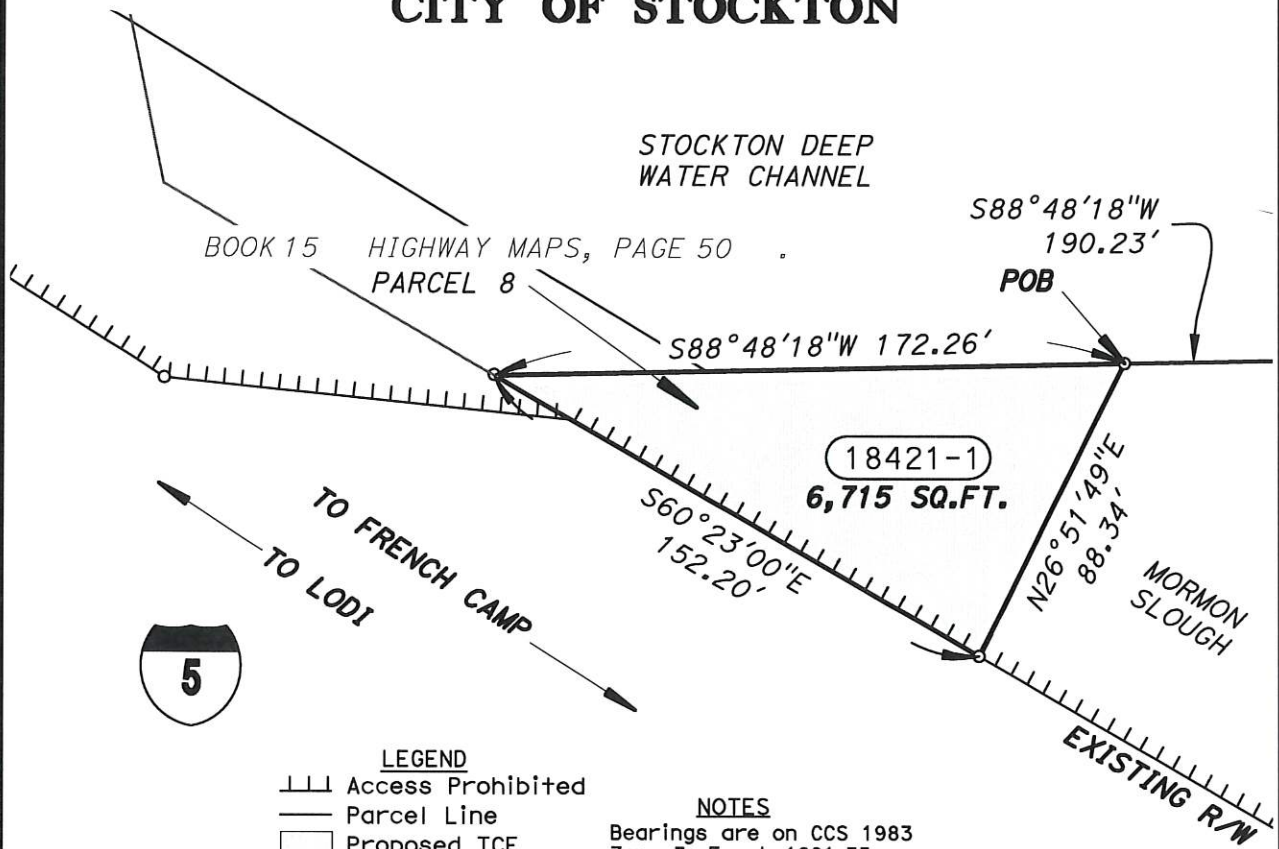 CITY OF STOCKTON
STOCKTON DEEP
WATER CHANNEL
S88°48'18"W
190.23'
BOOK 15 HIGHWAY MAPS, PAGE 50 .
PARCEL 8
POB
S88°48'18"W 172.26'
18421-1
6,715 SQ.FT.
S60°23'00"E
152.20'
N26°51'49"E
88.34'
TO FRENCH CAMP
TO LODI
MORMON
SLOUGH
5
EXISTING R/W
LEGEND
Access Prohibited
Parcel Line
Proposed TCE
NOTES
Bearings are on CCS 1983